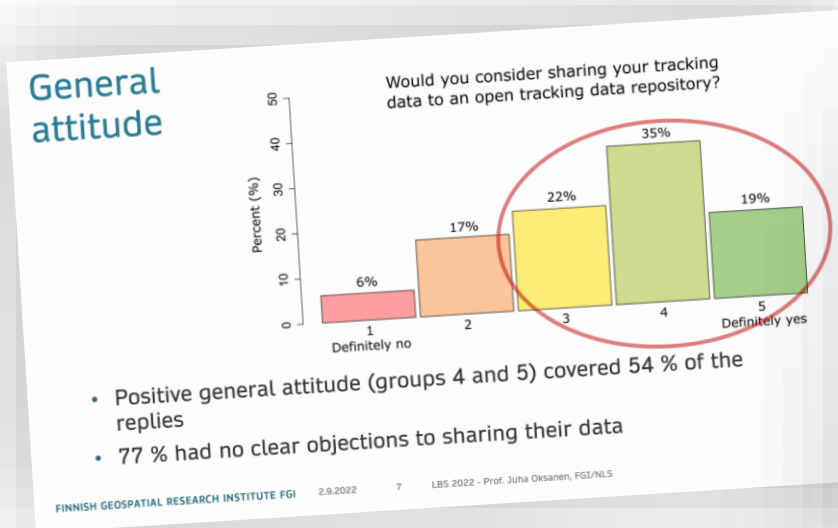 General
attitude
Would you consider sharing your tracking
data to an open tracking data repository?
Percent (%)
50
40
30
20
10
0
6%
17%
22%
35%
19%
1
2
3
4
5
Definitely no
Definitely yes
• Positive general attitude (groups 4 and 5) covered 54 % of the
replies
• 77 % had no clear objections to sharing their data
FINNISH GEOSPATIAL RESEARCH INSTITUTE FGI 2.9.2022 7 LBS 2022 - Prof. Juha Oksanen, FGI/NLS